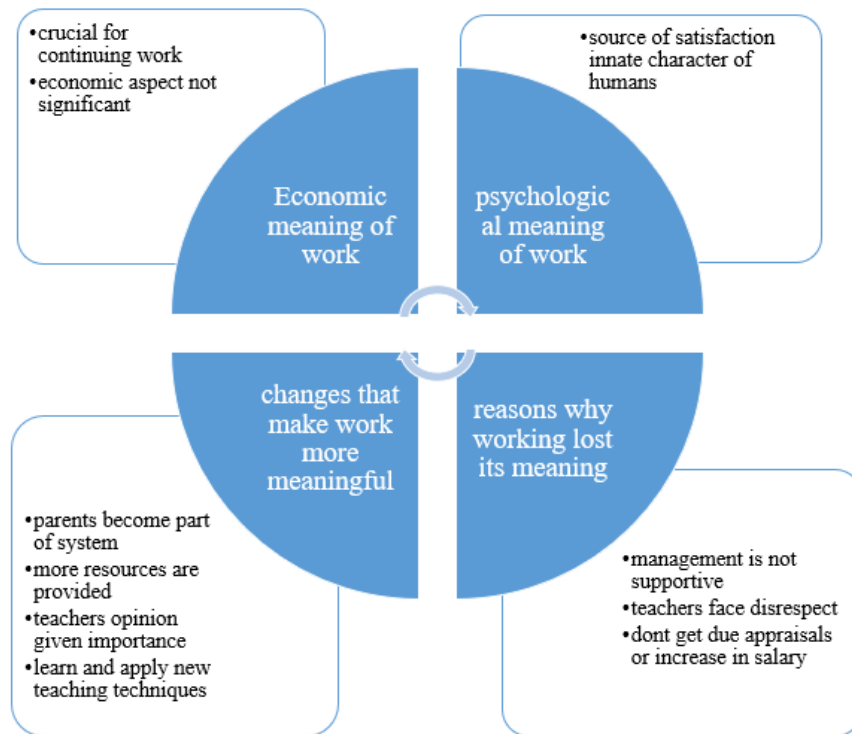 •crucial for
continuing work
•economic aspect not
significant
•source of satisfaction
innate character of
humans
Economic
meaning of
work
psychologic
al meaning
of work
changes that
make work
more
meaningful
reasons why
working lost
its meaning
•parents become part
of system
•more resources are
provided
•teachers opinion
given importance
•learn and apply new
teaching techniques
•management is not
supportive
•teachers face disrespect
•dont get due appraisals
or increase in salary